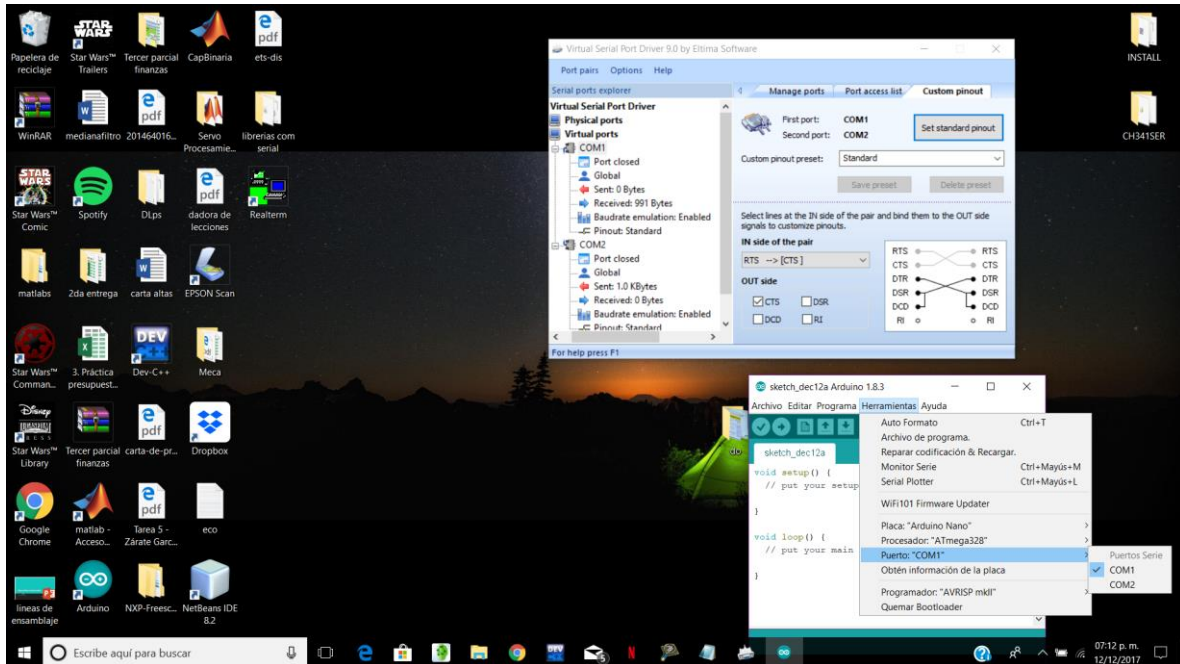 Papelera de
reciclaje
Star Wars™
Trailers
Tercer parcial
finanzas
CapBinaria
ets-dis
WinRAR
medianafiltro
201464016...
Servo
Procesamie...
librerias com
serial
Star Wars™
Comic
Spotify
DLps
dadora de
lecciones
Realterm
matlabs
2da entrega
carta altas
EPSON Scan
Star Wars™
Comman...
3. Práctica
presupuest...
Dev-C++
Meca
Star Wars™
Library
Tercer parcial
finanzas
carta-de-pr...
Dropbox
Google
Chrome
matlab -
Acceso...
Tarea 5 -
Zárate Garc...
eco
lineas de
ensamblaje
Arduino
NXP-Freesc...
NetBeans IDE
8.2
INSTALL
CH341SER
Virtual Serial Port Driver 9.0 by Eltima Software
Port pairs Options Help
Serial ports explorer
Virtual Serial Port Driver
Physical ports
Virtual ports
COM1
Port closed
Global
Sent: 0 Bytes
Received: 991 Bytes
Baudrate emulation: Enabled
Pinout: Standard
COM2
Port closed
Global
Sent: 1.0 KBytes
Received: 0 Bytes
Baudrate emulation: Enabled
Pinout: Standard
For help press F1
Manage ports Port access list Custom pinout
First port: COM1
Second port: COM2
Set standard pinout
Custom pinout preset: Standard
Save preset Delete preset
Select lines at the IN side of the pair and bind them to the OUT side
signals to customize pinouts.
IN side of the pair
RTS --> [CTS ]
OUT side
CTS DSR
DCD RI
RTS RTS
CTS CTS
DTR DTR
DSR DSR
DCD DCD
RI RI
sketch_dec12a Arduino 1.8.3
Archivo Editar Programa Herramientas Ayuda
sketch_dec12a
void setup() {
// put your setup
}
void loop() {
// put your main
}
Auto Formato Ctrl+T
Archivo de programa.
Reparar codificación & Recargar.
Monitor Serie Ctrl+Mayús+M
Serial Plotter Ctrl+Mayús+L
WiFi101 Firmware Updater
Placa: "Arduino Nano"
Procesador: "ATmega328"
Puerto: "COM1"
Obtén información de la placa
Programador: "AVRISP mkII"
Quemar Bootloader
Puertos Serie
COM1
COM2
Escribe aquí para buscar
07:12 p. m.
12/12/2017